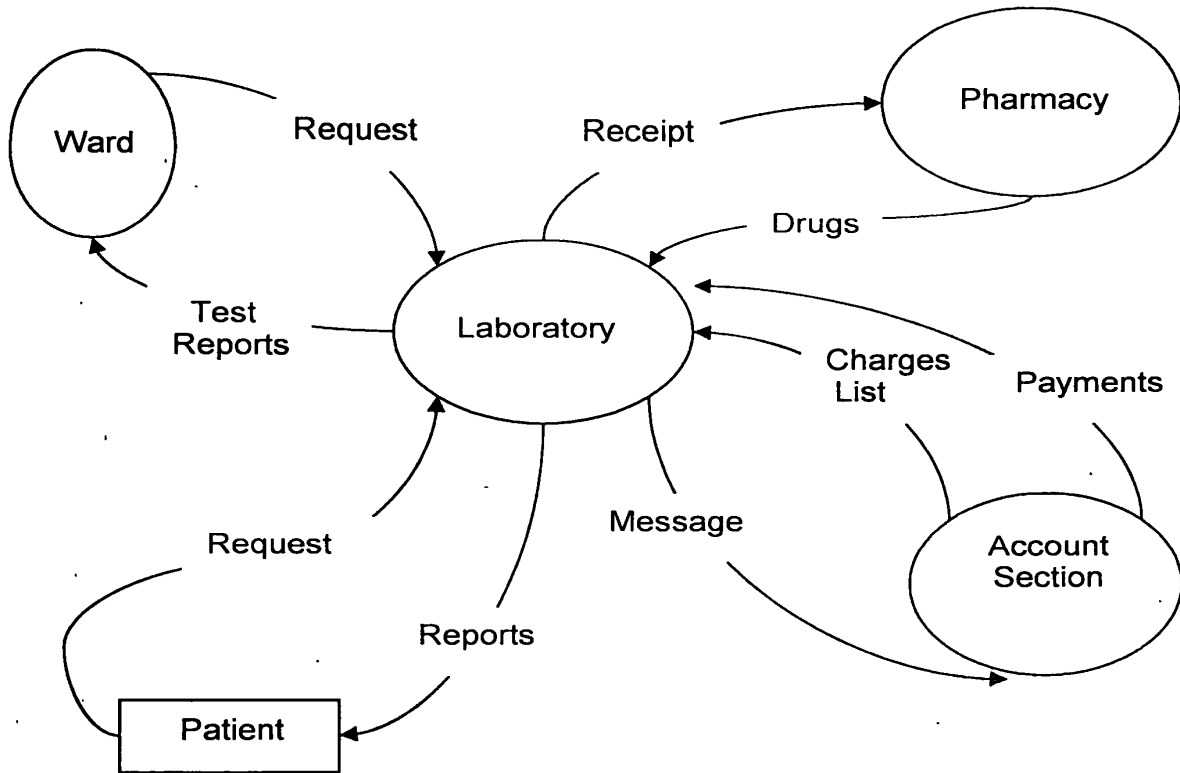 Pharmacy
Ward
Request
Receipt
Drugs
Test
Reports
Laboratory
Charges
List
Payments
Request
Message
Account
Section
Reports
Patient